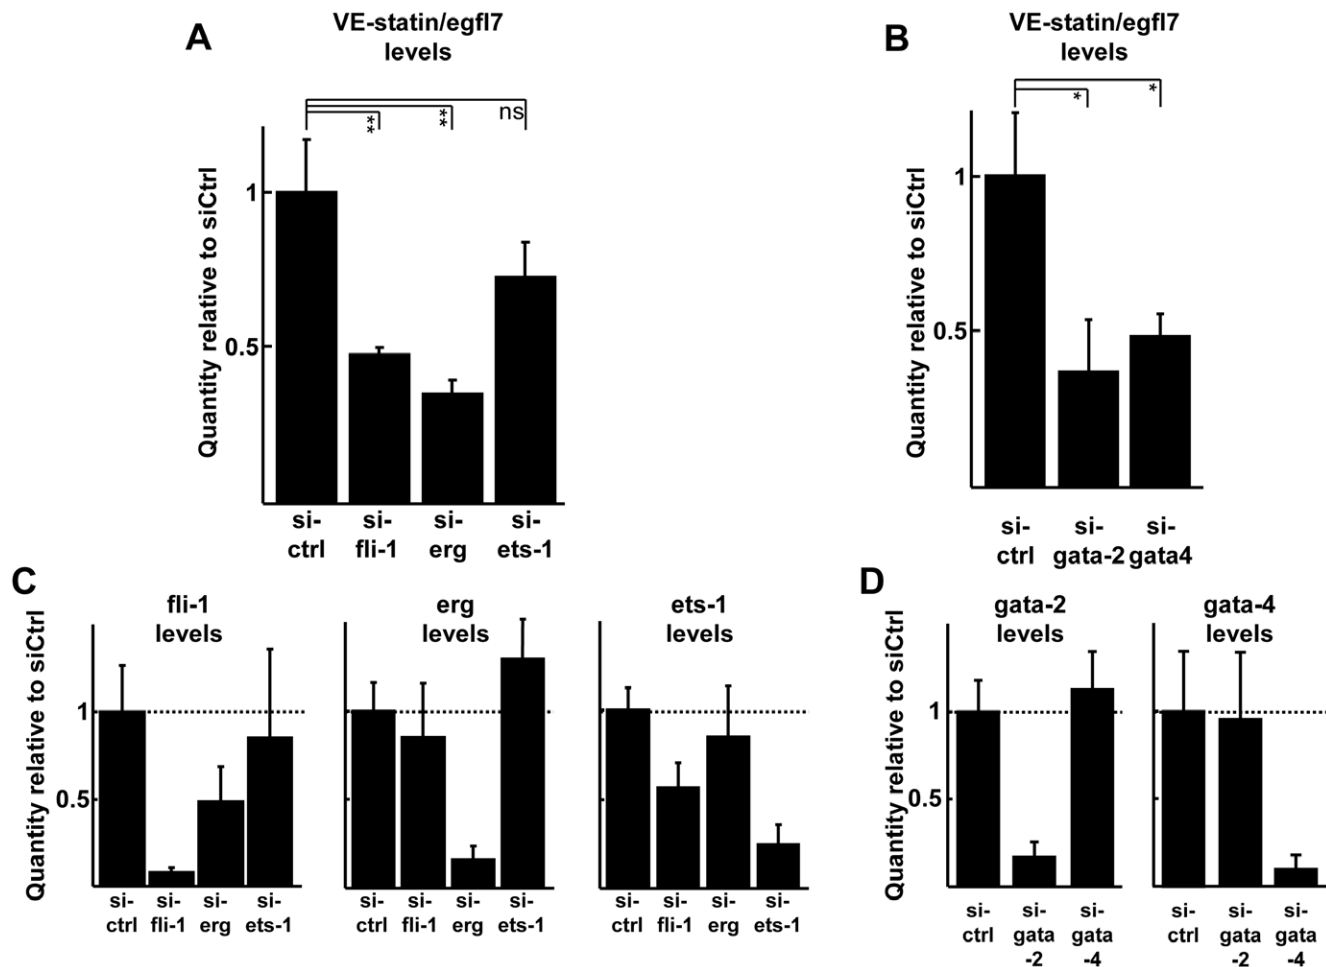 A
VE-statin/egfl7
levels
Quantity relative to siCtrl
1
0.5
**
**
ns
si-
ctrl
si-
fli-1
si-
erg
si-
ets-1
B
VE-statin/egfl7
levels
Quantity relative to siCtrl
1
0.5
*
*
si-
ctrl
si-
gata-2
si-
gata4
C
Quantity relative to siCtrl
1
0.5
fli-1
levels
si-
ctrl
si-
fli-1
si-
erg
si-
ets-1
erg
levels
si-
ctrl
si-
fli-1
si-
erg
si-
ets-1
ets-1
levels
si-
ctrl
si-
fli-1
si-
erg
si-
ets-1
D
Quantity relative to siCtrl
1
0.5
gata-2
levels
si-
ctrl
si-
gata
-2
si-
gata
-4
gata-4
levels
si-
ctrl
si-
gata
-2
si-
gata
-4